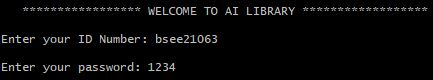 ***************** WELCOME TO AI LIBRARY ******************
Enter your ID Number: bsee21063
Enter your password: 1234